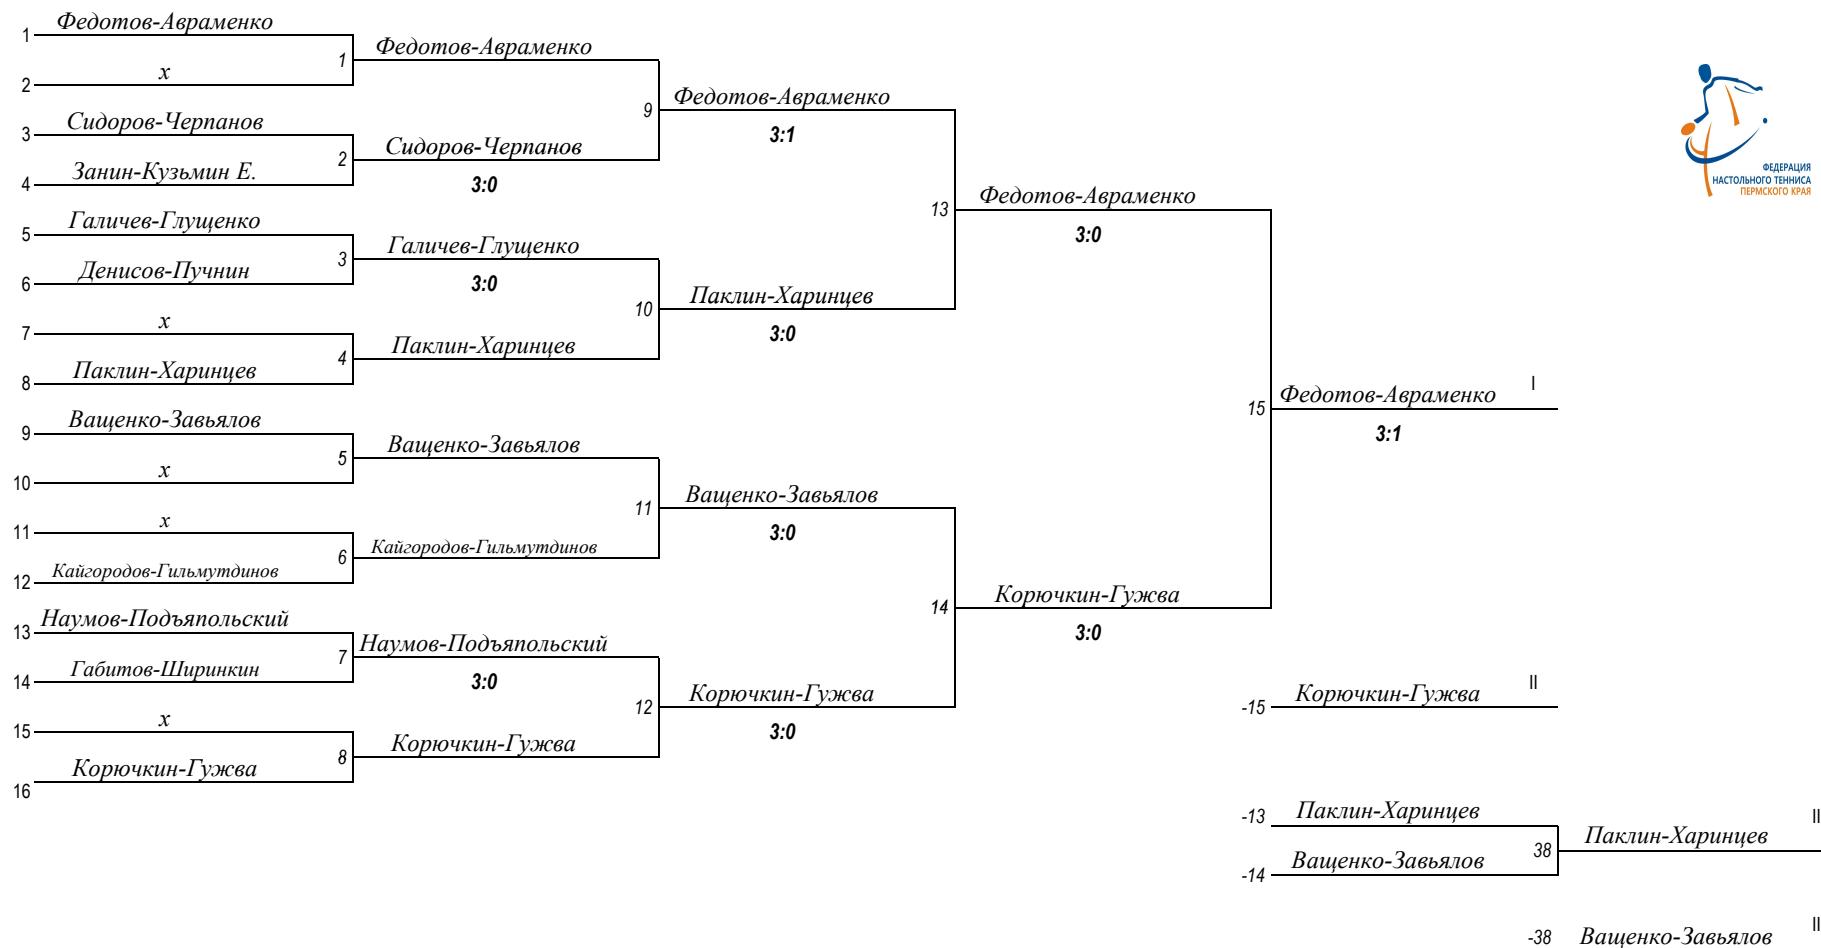 Федотов-Авраменко
1
Федотов-Авраменко
1
х
2
Федотов-Авраменко
9
3:1
Сидоров-Черпанов
3
Сидоров-Черпанов
2
3:0
Занин-Кузьмин Е.
4
ФЕДЕРАЦИЯ
НАСТОЛЬНОГО ТЕННИСА
ПЕРМСКОГО КРАЯ
Федотов-Авраменко
13
3:0
Галичев-Глущенко
5
Галичев-Глущенко
3
3:0
Денисов-Пучнин
6
Паклин-Харинцев
10
3:0
х
7
Паклин-Харинцев
4
Паклин-Харинцев
8
Федотов-Авраменко
I
15
3:1
Ващенко-Завьялов
9
Ващенко-Завьялов
5
х
10
Ващенко-Завьялов
11
3:0
х
11
Кайгородов-Гильмутдинов
6
Кайгородов-Гильмутдинов
12
Корючкин-Гужва
14
3:0
Наумов-Подъяпольский
13
Наумов-Подъяпольский
7
3:0
Габитов-Ширинкин
14
Корючкин-Гужва
12
3:0
Корючкин-Гужва
II
-15
х
15
Корючкин-Гужва
8
Корючкин-Гужва
16
Паклин-Харинцев
-13
Паклин-Харинцев
II
38
Ващенко-Завьялов
-14
-38
Ващенко-Завьялов
II